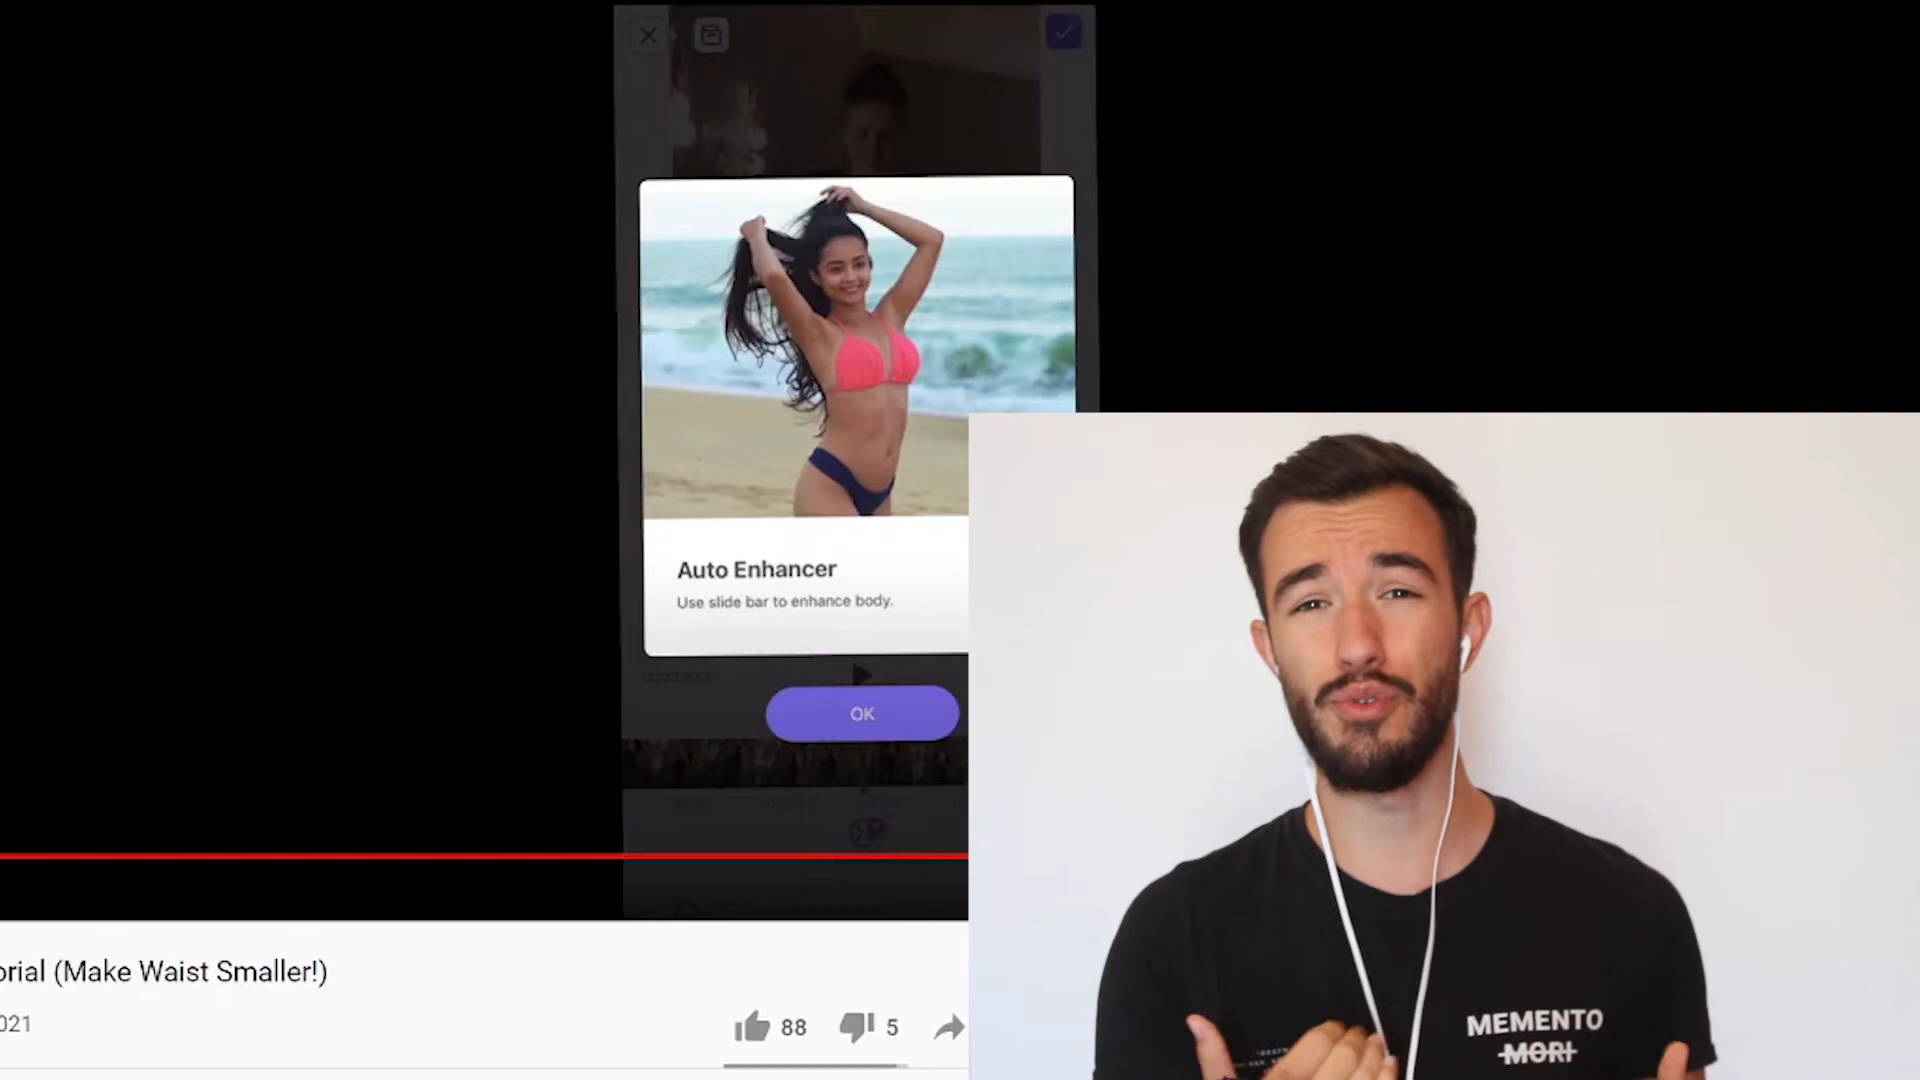 Auto Enhancer
Use slide bar to enhance body.
OK
orial (Make Waist Smaller!)
021
88
5
MEMENTO
MORI